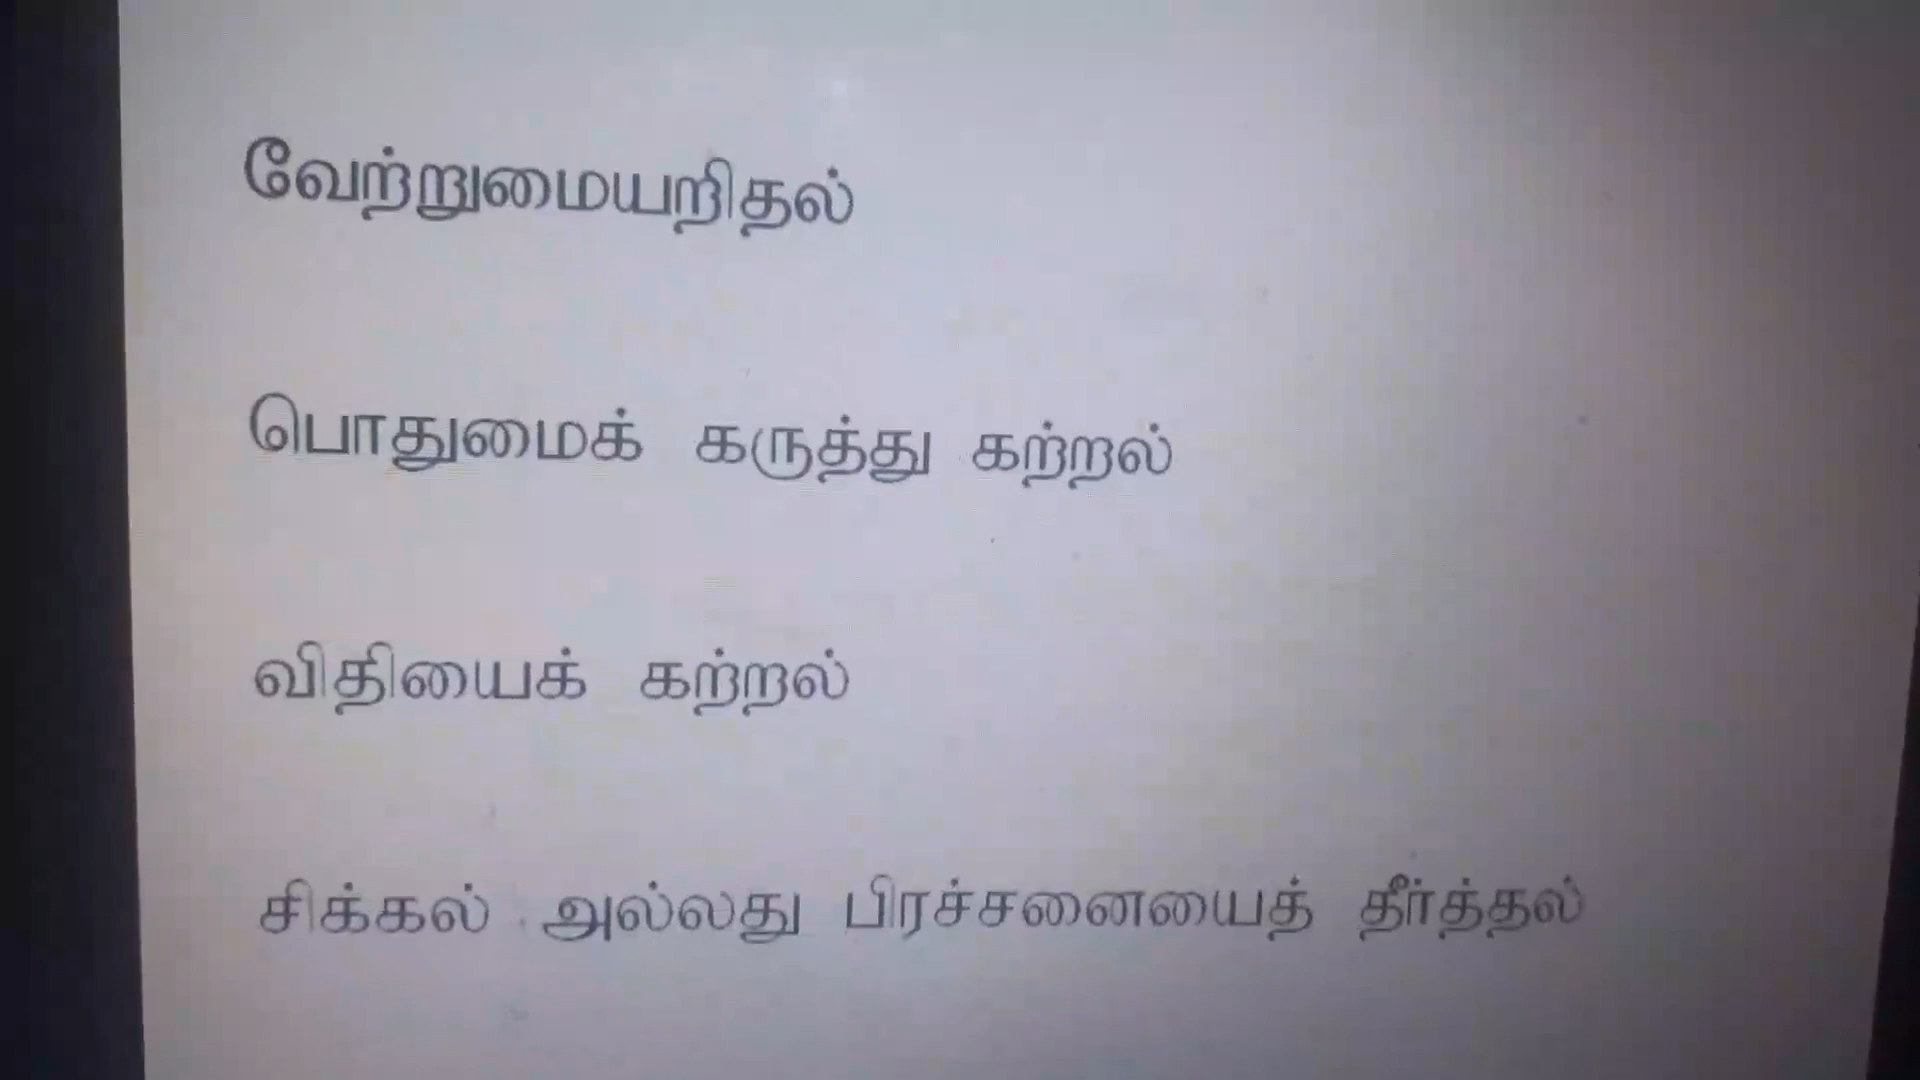 வேற்றுமையறிதல்
பொதுமைக் கருத்து கற்றல்
விதியைக் கற்றல்
சிக்கல் அல்லது பிரச்சனையைத் தீர்த்தல்